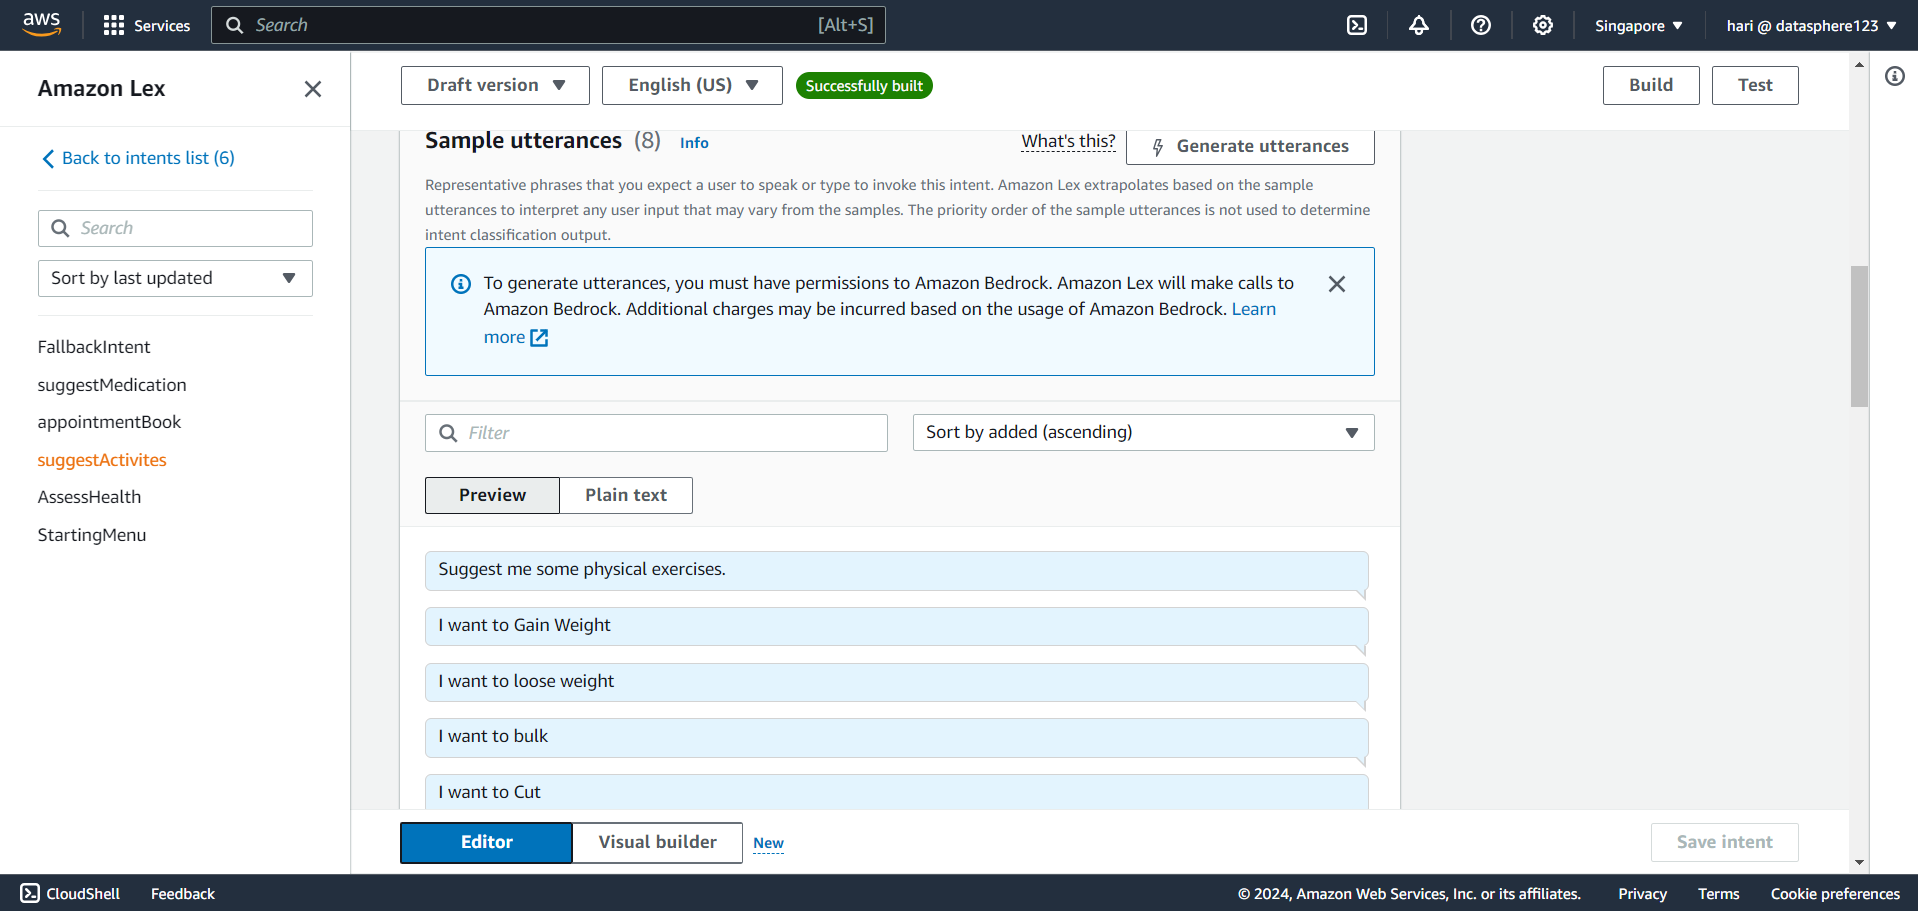 aws
Services
Search
[Alt+S]
Singapore
hari @ datasphere123
Amazon Lex
Back to intents list (6)
Search
Sort by last updated
FallbackIntent
suggestMedication
appointmentBook
suggestActivites
AssessHealth
StartingMenu
Draft version
English (US)
Successfully built
Build
Test
Sample utterances (8) Info
What's this?
Generate utterances
Representative phrases that you expect a user to speak or type to invoke this intent. Amazon Lex extrapolates based on the sample
utterances to interpret any user input that may vary from the samples. The priority order of the sample utterances is not used to determine
intent classification output.
To generate utterances, you must have permissions to Amazon Bedrock. Amazon Lex will make calls to
Amazon Bedrock. Additional charges may be incurred based on the usage of Amazon Bedrock. Learn
more
Filter
Sort by added (ascending)
Preview
Plain text
Suggest me some physical exercises.
I want to Gain Weight
I want to loose weight
I want to bulk
I want to Cut
Editor
Visual builder
New
Save intent
CloudShell
Feedback
© 2024, Amazon Web Services, Inc. or its affiliates.
Privacy
Terms
Cookie preferences